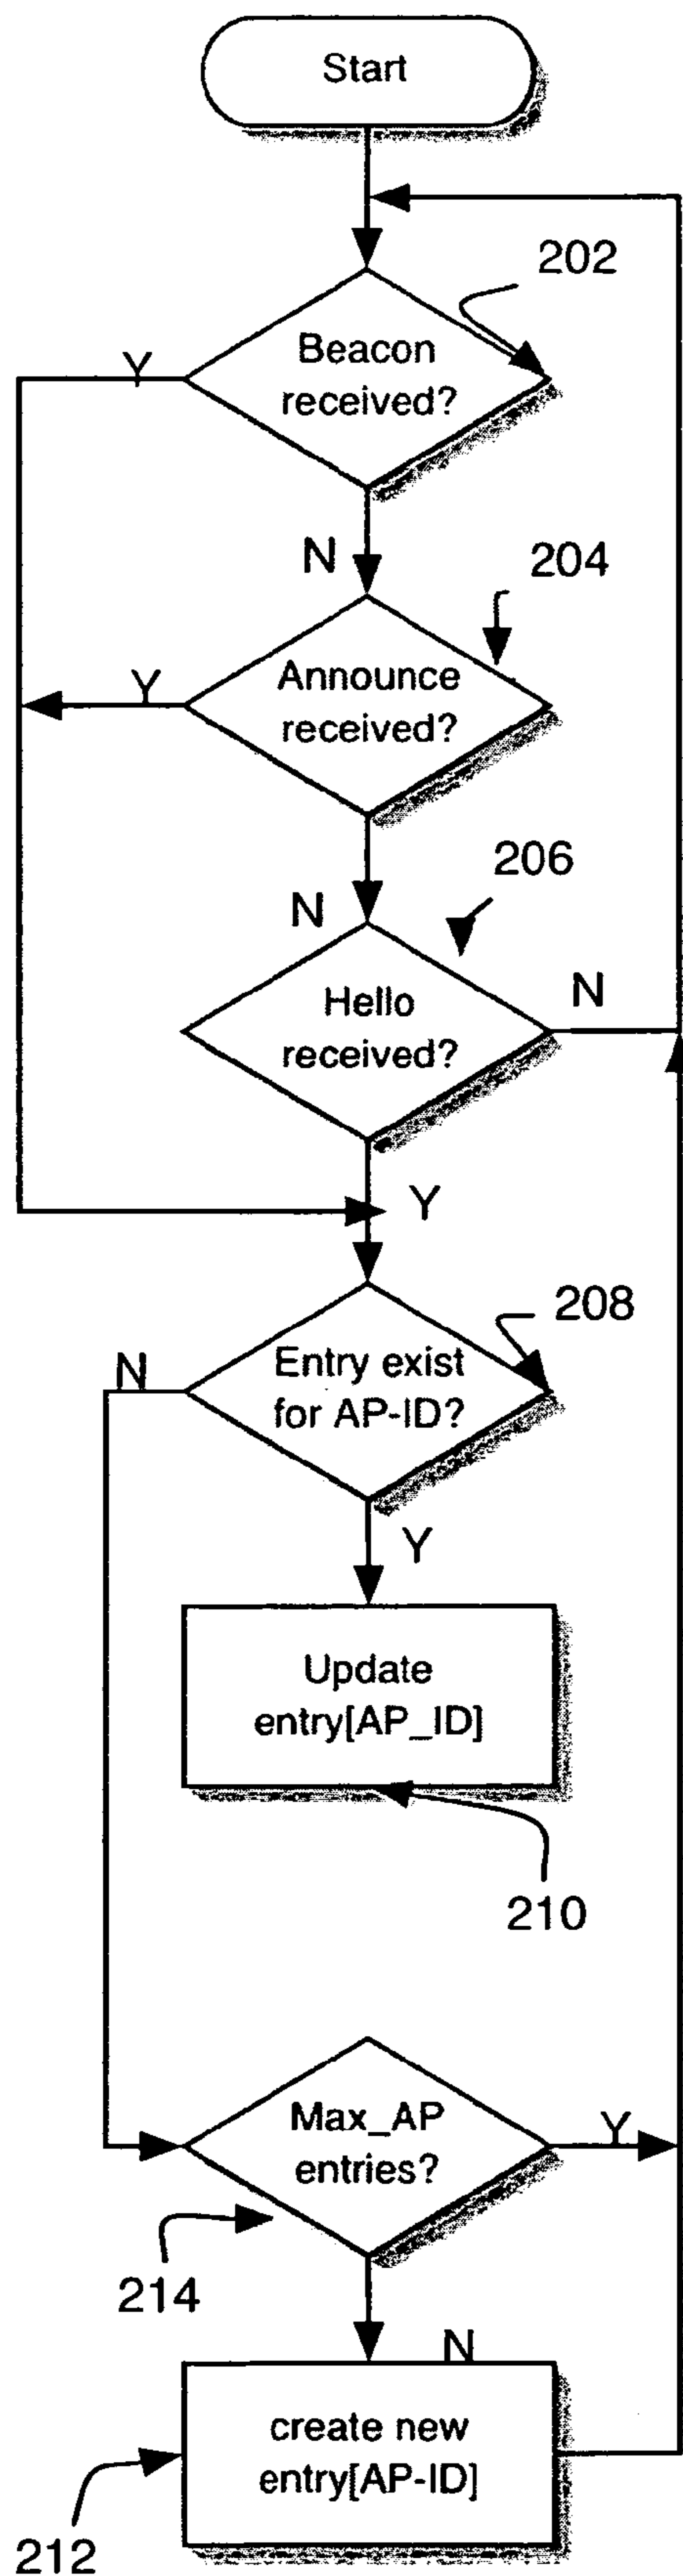 Start
202
Y
Beacon
received?
N
204
Y
Announce
received?
206
N
Hello
received?
N
Y
208
N
Entry exist
for AP-ID?
Y
Update
entry[AP_ID]
210
Max_AP
entries?
Y
214
N
create new
entry[AP-ID]
212